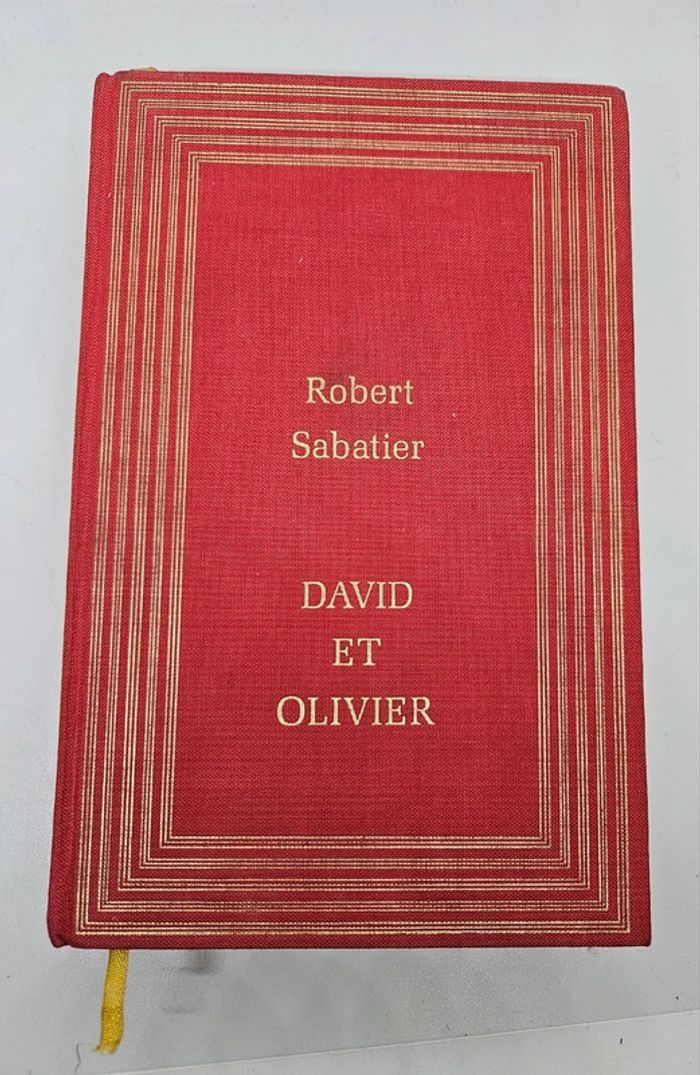 Robert
Sabatier
DAVID
ET
OLIVIER